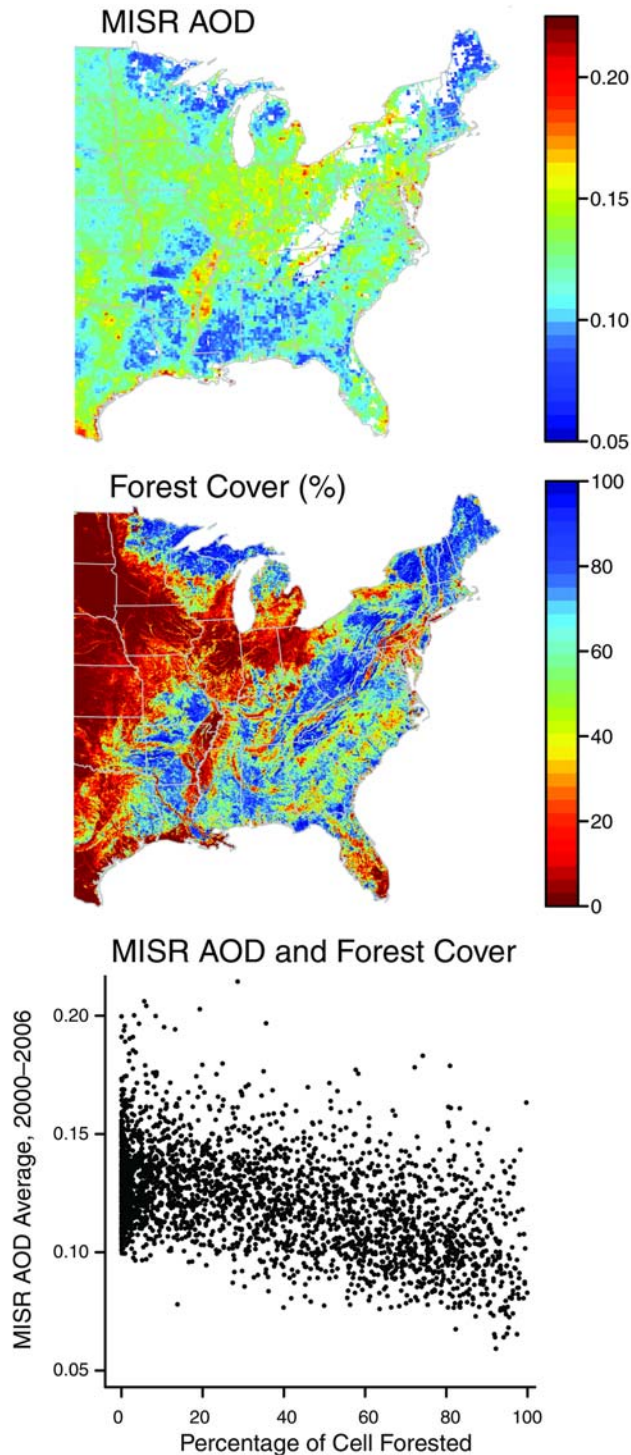 MISR AOD
0.20
0.15
0.10
0.05
Forest Cover (%)
100
80
60
40
20
0
MISR AOD and Forest Cover
MISR AOD Average, 2000–2006
0.20
0.15
0.10
0.05
0 20 40 60 80 100
Percentage of Cell Forested